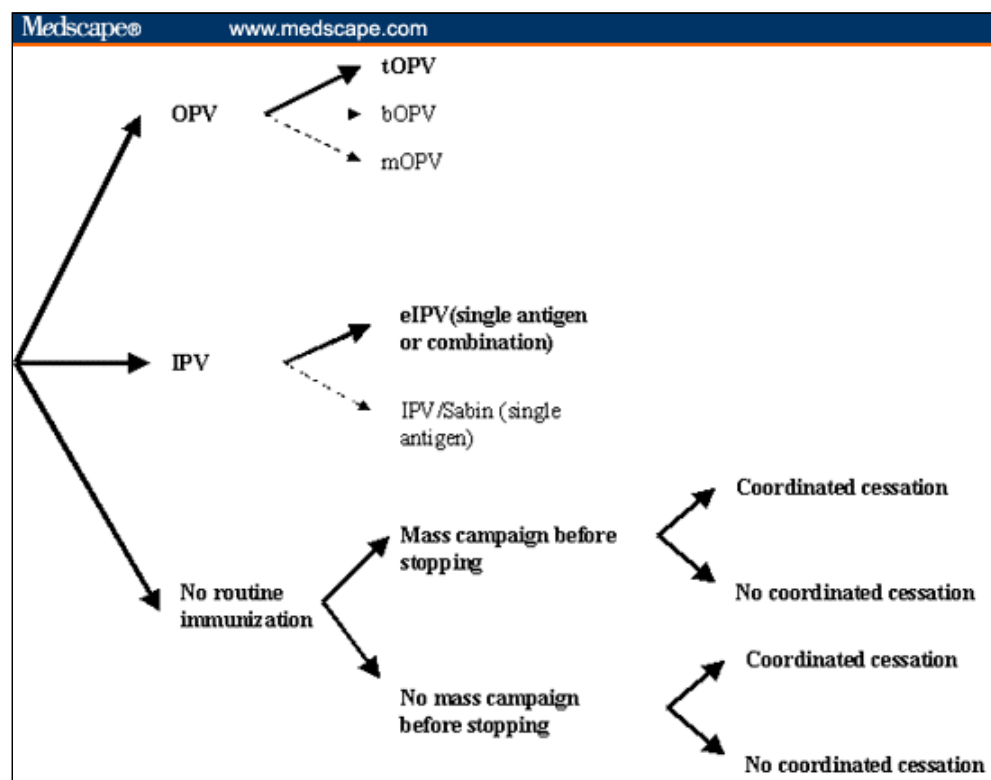 Medscape® www.medscape.com
tOPV
OPV
bOPV
mOPV
eIPV(single antigen
or combination)
IPV
IPV/Sabin (single
antigen)
Coordinated cessation
Mass campaign before
stopping
No routine
immunization
No coordinated cessation
Coordinated cessation
No mass campaign
before stopping
No coordinated cessation